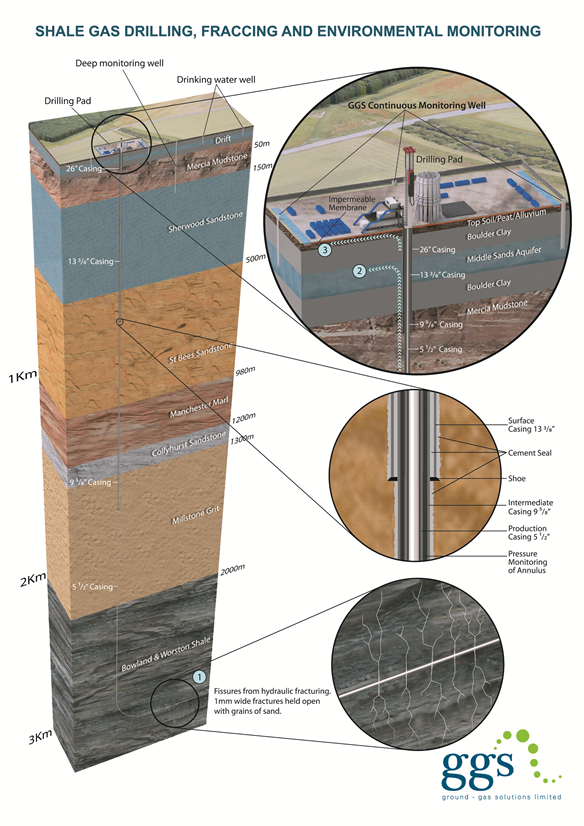 SHALE GAS DRILLING, FRACCING AND ENVIRONMENTAL MONITORING
Deep monitoring well
Drinking water well
Drilling Pad
Drift
50m
26" Casing
Mercia Mudstone
150m
Sherwood Sandstone
13 3/8" Casing
500m
St Bees Sandstone
1Km
980m
Manchester Marl
1200m
Collyhurst Sandstone
1300m
9 5/8" Casing
Millstone Grit
2Km
5 1/2" Casing
2000m
Bowland & Worston Shale
1
Fissures from hydraulic fracturing.
1mm wide fractures held open
with grains of sand.
3Km
GGS Continuous Monitoring Well
Drilling Pad
Impermeable
Membrane
Top Soil/Peat/Alluvium
3
Boulder Clay
26" Casing
Middle Sands Aquifer
2
13 3/8" Casing
Boulder Clay
Mercia Mudstone
9 5/8" Casing
5 1/2" Casing
Surface
Casing 13 3/8"
Cement Seal
Shoe
Intermediate
Casing 9 5/8"
Production
Casing 5 1/2"
Pressure
Monitoring
of Annulus
ggs
ground - gas solutions limited